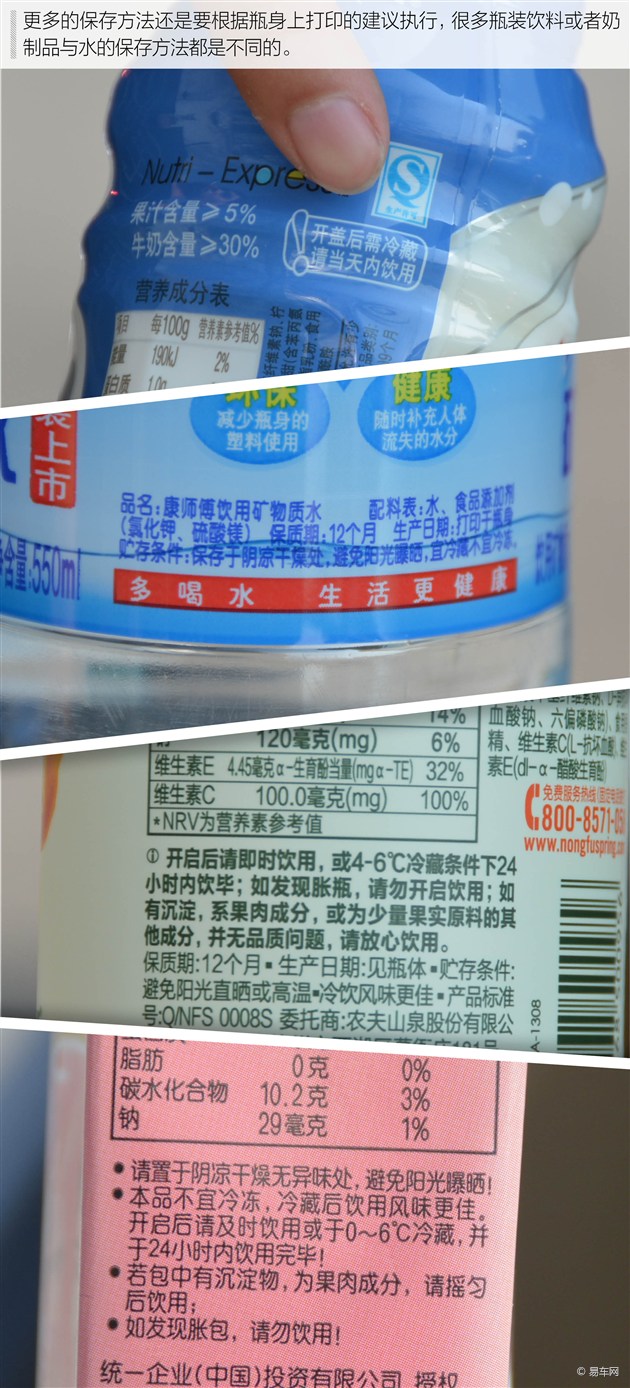 更多的保存方法还是要根据瓶身上打印的建议执行，很多瓶装饮料或者奶
制品与水的保存方法都是不同的。
Nutri – Express
果汁含量≥5%
牛奶含量≥30%
开盖后需冷藏
请当天内饮用
营养成分表
项目 每100g 营养素参考值%
能量 190kJ 2%
蛋白质 1.0g
环保
减少瓶身的
塑料使用
健康
随时补充人体
流失的水分
装上市
品名:康师傅饮用矿物质水 配料表:水、食品添加剂
(氯化钾、硫酸镁) 保质期:12个月 生产日期:打印于瓶身
贮存条件:保存于阴凉干燥处,避免阳光曝晒,宜冷藏不宜冷冻。
含量:550ml
多喝水 生活更健康
14%
120毫克(mg) 6%
维生素E 4.45毫克α-生育酚当量(mgα-TE) 32%
维生素C 100.0毫克(mg) 100%
*NRV为营养素参考值
血酸钠、六偏磷酸钠)、
精、维生素C(L-抗坏血酸)、
素E(dl-α-醋酸生育酚)
免费服务热线(固定电话
800-8571-05
www.nongfuspring.
① 开启后请即时饮用，或4-6℃冷藏条件下24
小时内饮毕；如发现胀瓶，请勿开启饮用；如
有沉淀，系果肉成分，或为少量果实原料的其
他成分，并无品质问题，请放心饮用。
保质期:12个月▪生产日期:见瓶体▪贮存条件:
避免阳光直晒或高温▪冷饮风味更佳▪产品标准
号:Q/NFS 0008S 委托商:农夫山泉股份有限公
A-1308
脂肪 0克 0%
碳水化合物 10.2克 3%
钠 29毫克 1%
●请置于阴凉干燥无异味处,避免阳光曝晒!
●本品不宜冷冻，冷藏后饮用风味更佳。
开启后请及时饮用或于0～6℃冷藏,并
于24小时内饮用完毕!
●若包中有沉淀物,为果肉成分，请摇匀
后饮用；
●如发现胀包，请勿饮用!
统一企业(中国)投资有限公司 授权
© 易车网